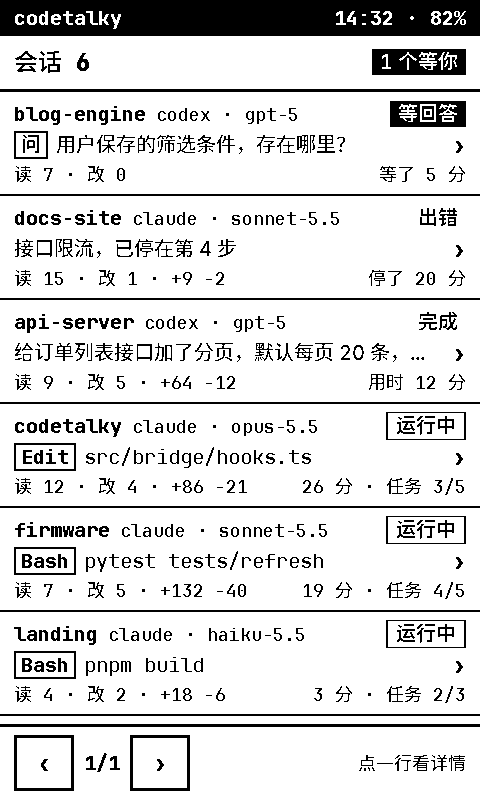 codetalky 14:32 · 82%
会话 6 1 个等你
blog-engine codex · gpt-5 等回答
问 用户保存的筛选条件，存在哪里？ ›
读 7 · 改 0 等了 5 分
docs-site claude · sonnet-5.5 出错
接口限流，已停在第 4 步 ›
读 15 · 改 1 · +9 -2 停了 20 分
api-server codex · gpt-5 完成
给订单列表接口加了分页，默认每页 20 条，… ›
读 9 · 改 5 · +64 -12 用时 12 分
codetalky claude · opus-5.5 运行中
Edit src/bridge/hooks.ts ›
读 12 · 改 4 · +86 -21 26 分 · 任务 3/5
firmware claude · sonnet-5.5 运行中
Bash pytest tests/refresh ›
读 7 · 改 5 · +132 -40 19 分 · 任务 4/5
landing claude · haiku-5.5 运行中
Bash pnpm build ›
读 4 · 改 2 · +18 -6 3 分 · 任务 2/3
‹ 1/1 › 点一行看详情